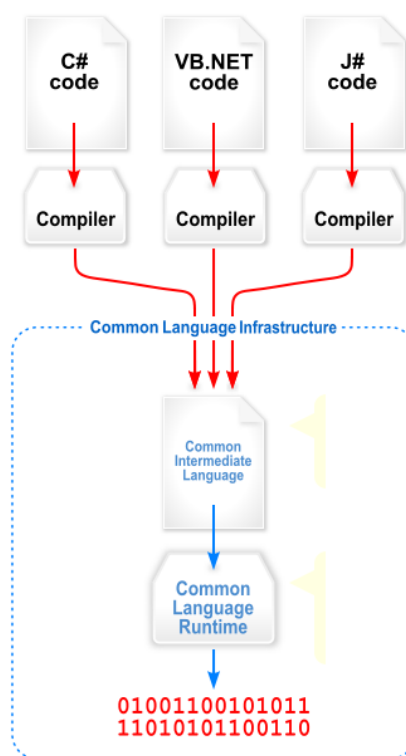 C#
code
VB.NET
code
J#
code
Compiler
Compiler
Compiler
Common Language Infrastructure
Common
Intermediate
Language
Common
Language
Runtime
01001100101011
11010101100110